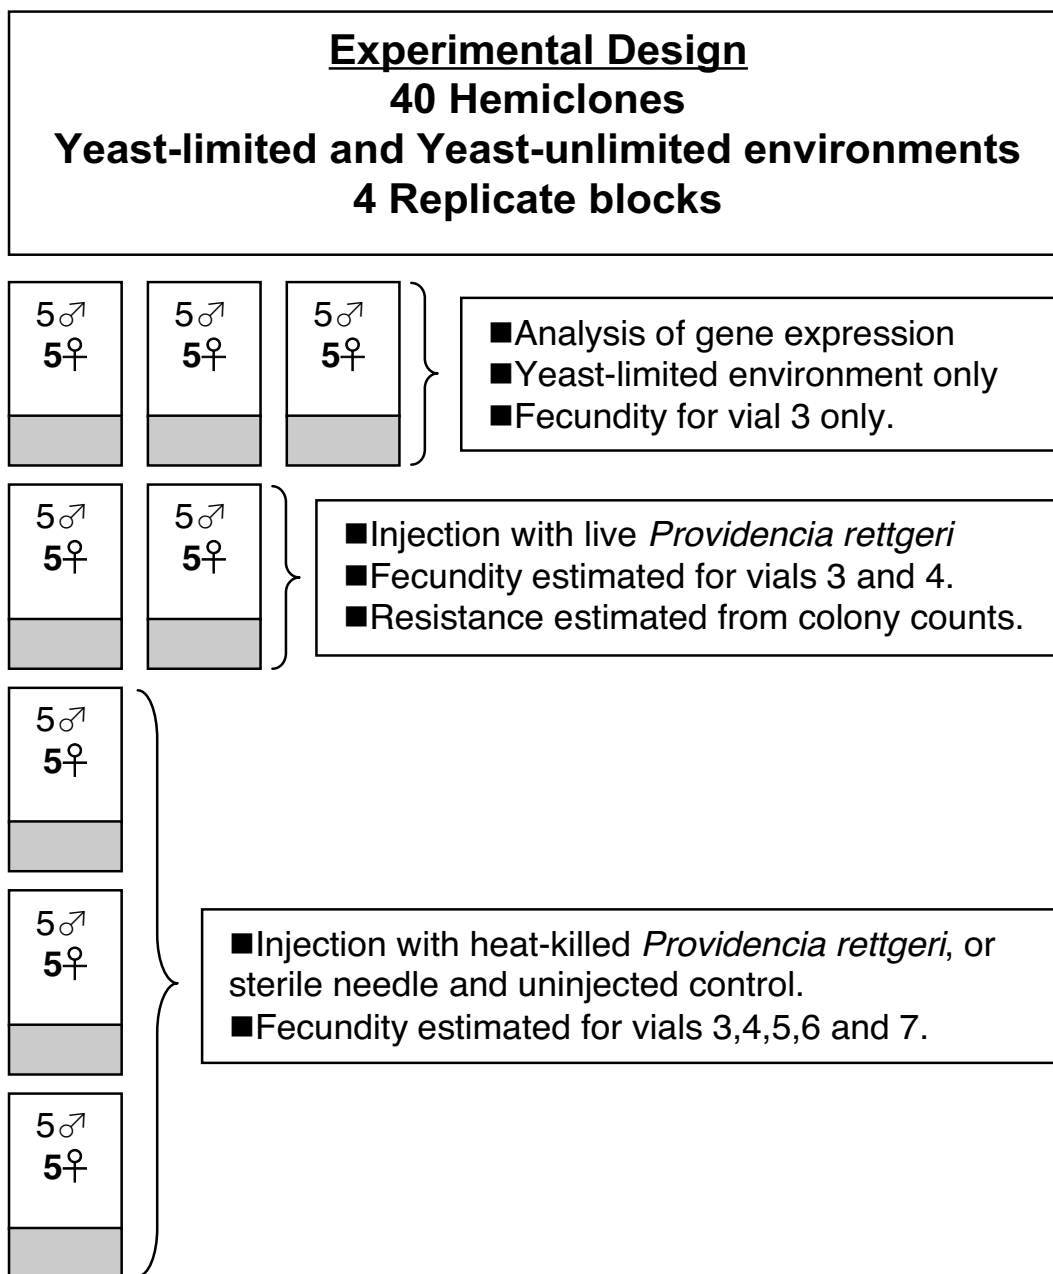 Experimental Design
40 Hemiclones
Yeast-limited and Yeast-unlimited environments
4 Replicate blocks
5♂ 5♂ 5♂
5♀ 5♀ 5♀
■Analysis of gene expression
■Yeast-limited environment only
■Fecundity for vial 3 only.
5♂ 5♂
5♀ 5♀
■Injection with live Providencia rettgeri
■Fecundity estimated for vials 3 and 4.
■Resistance estimated from colony counts.
5♂
5♀
5♂
5♀
■Injection with heat-killed Providencia rettgeri, or
sterile needle and uninjected control.
■Fecundity estimated for vials 3,4,5,6 and 7.
5♂
5♀